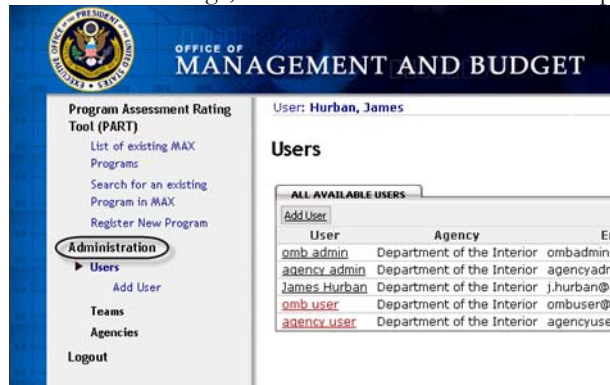 OFFICE OF
MANAGEMENT AND BUDGET
Program Assessment Rating
Tool (PART)
List of existing MAX
Programs
Search for an existing
Program in MAX
Register New Program
Administration
Users
Add User
Teams
Agencies
Logout
User: Hurban, James
Users
ALL AVAILABLE USERS
Add User
User Agency
omb admin Department of the Interior ombadmin
agency admin Department of the Interior agencyadr
James Hurban Department of the Interior j.hurban@
omb user Department of the Interior ombuser@
agency user Department of the Interior agencyuse